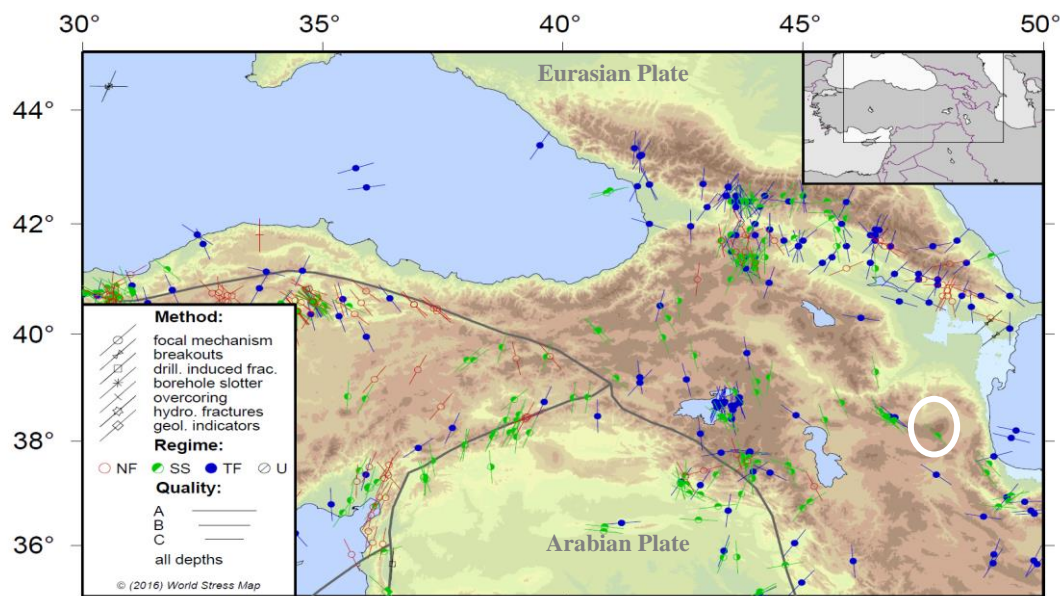 30° 35° 40° 45° 50°
Eurasian Plate
44°
42°
40°
38°
36°
Method:
focal mechanism
breakouts
drill. induced frac.
borehole slotter
overcoring
hydro. fractures
geol. indicators
Regime:
NF SS TF U
Quality:
A
B
C
all depths
© (2016) World Stress Map
Arabian Plate